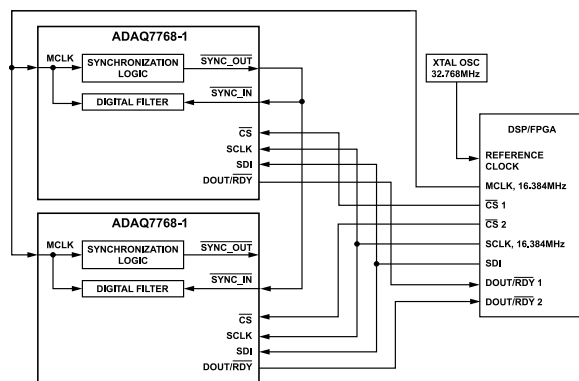 ADAQ7768-1
MCLK
SYNCHRONIZATION
LOGIC
SYNC_OUT
DIGITAL FILTER
SYNC_IN
CS
SCLK
SDI
DOUT/RDY
ADAQ7768-1
MCLK
SYNCHRONIZATION
LOGIC
SYNC_OUT
DIGITAL FILTER
SYNC_IN
CS
SCLK
SDI
DOUT/RDY
XTAL OSC
32.768MHz
DSP/FPGA
REFERENCE
CLOCK
MCLK, 16.384MHz
CS 1
CS 2
SCLK, 16.384MHz
SDI
DOUT/RDY 1
DOUT/RDY 2